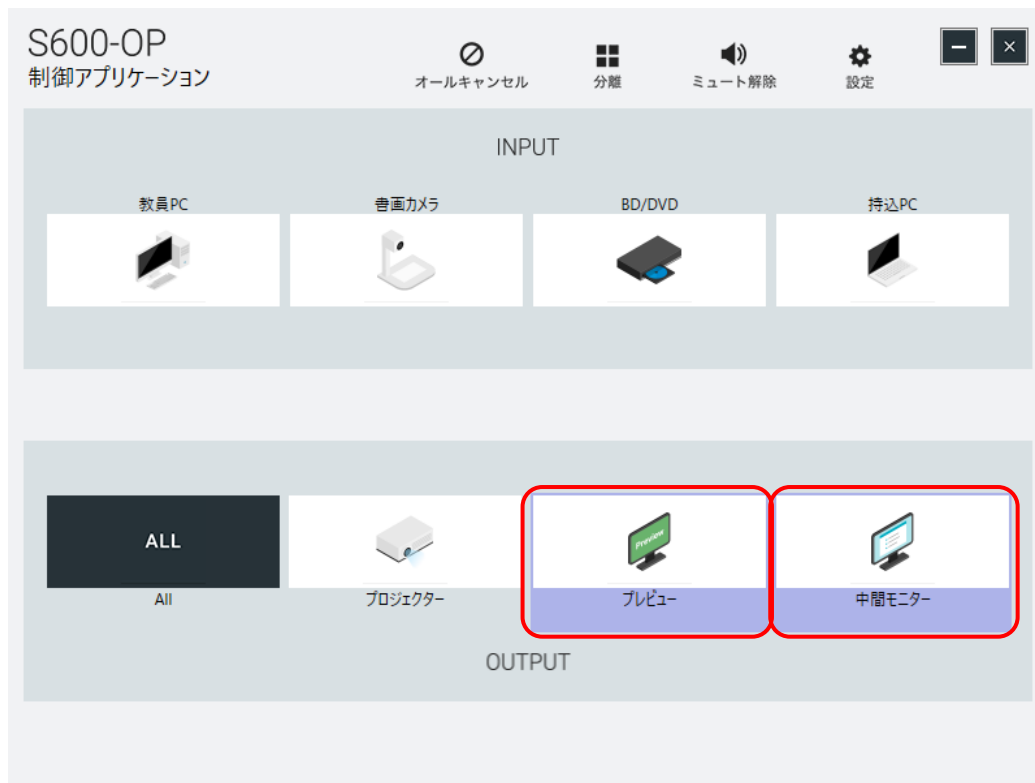 S600-OP
制御アプリケーション
オールキャンセル
分離
ミュート解除
設定
INPUT
教員PC
書画カメラ
BD/DVD
持込PC
ALL
All
プロジェクター
Preview
プレビュー
中間モニター
OUTPUT